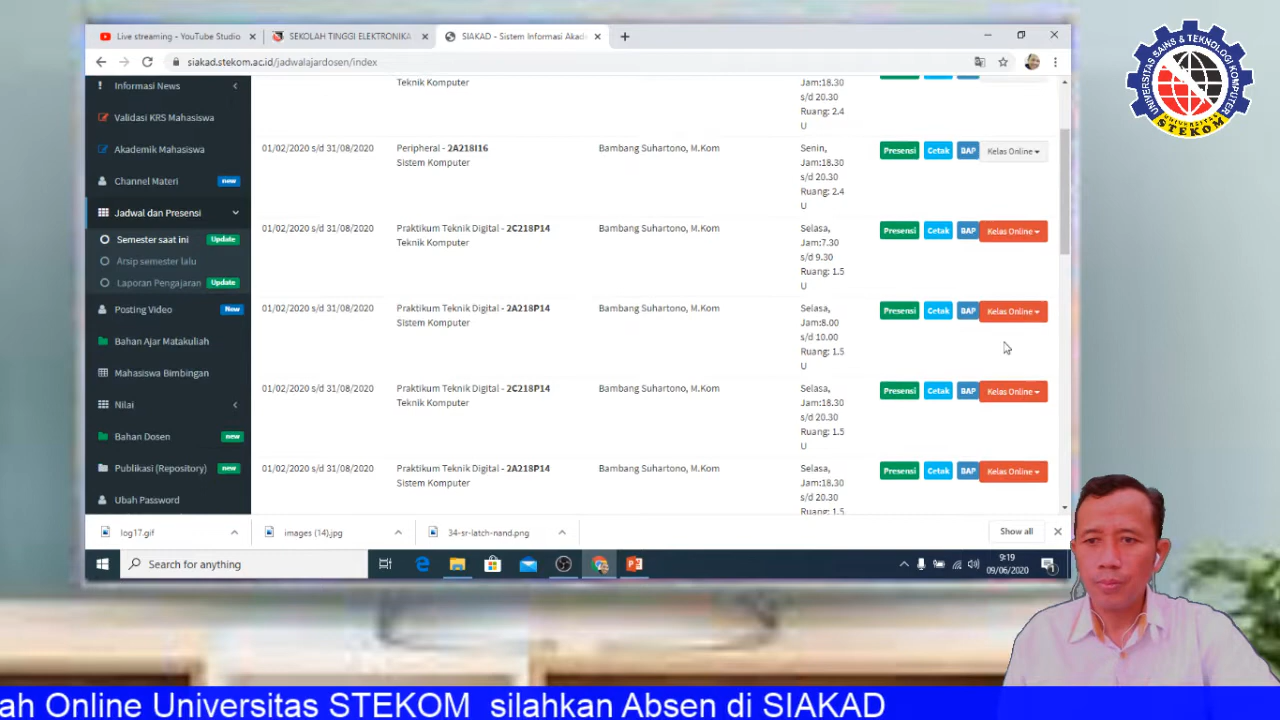 Live streaming - YouTube Studio
SEKOLAH TINGGI ELEKTRONIKA
SIAKAD - Sistem Informasi Akad
siakad.stekom.ac.id/jadwalajardosen/index
UNIVERSITAS SAINS & TEKNOLOGI KOMPUTER
UNIVERSITAS
STEKOM
Informasi News
Validasi KRS Mahasiswa
Akademik Mahasiswa
Channel Materi new
Jadwal dan Presensi
Semester saat ini Update
Arsip semester lalu
Laporan Pengajaran Update
Posting Video New
Bahan Ajar Matakuliah
Mahasiswa Bimbingan
Nilai
Bahan Dosen new
Publikasi (Repository) new
Ubah Password
Teknik Komputer
Jam:18.30
s/d 20.30
Ruang: 2.4
U
01/02/2020 s/d 31/08/2020 Peripheral - 2A218I16 Bambang Suhartono, M.Kom Senin, Presensi Cetak BAP Kelas Online
Sistem Komputer Jam:18.30
s/d 20.30
Ruang: 2.4
U
01/02/2020 s/d 31/08/2020 Praktikum Teknik Digital - 2C218P14 Bambang Suhartono, M.Kom Selasa, Presensi Cetak BAP Kelas Online
Teknik Komputer Jam:7.30
s/d 9.30
Ruang: 1.5
U
01/02/2020 s/d 31/08/2020 Praktikum Teknik Digital - 2A218P14 Bambang Suhartono, M.Kom Selasa, Presensi Cetak BAP Kelas Online
Sistem Komputer Jam:8.00
s/d 10.00
Ruang: 1.5
U
01/02/2020 s/d 31/08/2020 Praktikum Teknik Digital - 2C218P14 Bambang Suhartono, M.Kom Selasa, Presensi Cetak BAP Kelas Online
Teknik Komputer Jam:18.30
s/d 20.30
Ruang: 1.5
U
01/02/2020 s/d 31/08/2020 Praktikum Teknik Digital - 2A218P14 Bambang Suhartono, M.Kom Selasa, Presensi Cetak BAP Kelas Online
Sistem Komputer Jam:18.30
s/d 20.30
Ruang: 1.5
log17.gif
images (14).jpg
34-sr-latch-nand.png
Show all
Search for anything
9:19
09/06/2020
1
ah Online Universitas STEKOM silahkan Absen di SIAKAD